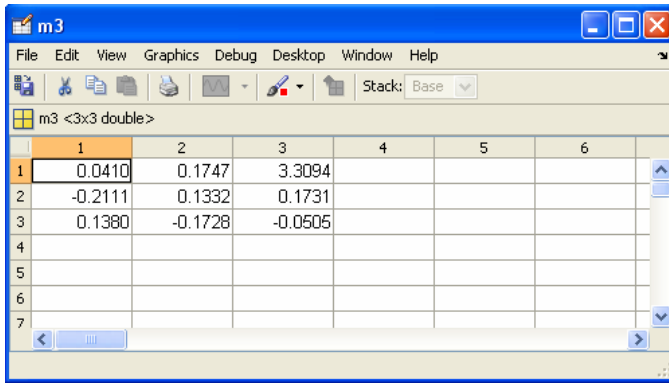 m3
File Edit View Graphics Debug Desktop Window Help
Stack: Base
m3 <3x3 double>
1 2 3 4 5 6
1 0.0410 0.1747 3.3094
2 -0.2111 0.1332 0.1731
3 0.1380 -0.1728 -0.0505
4
5
6
7